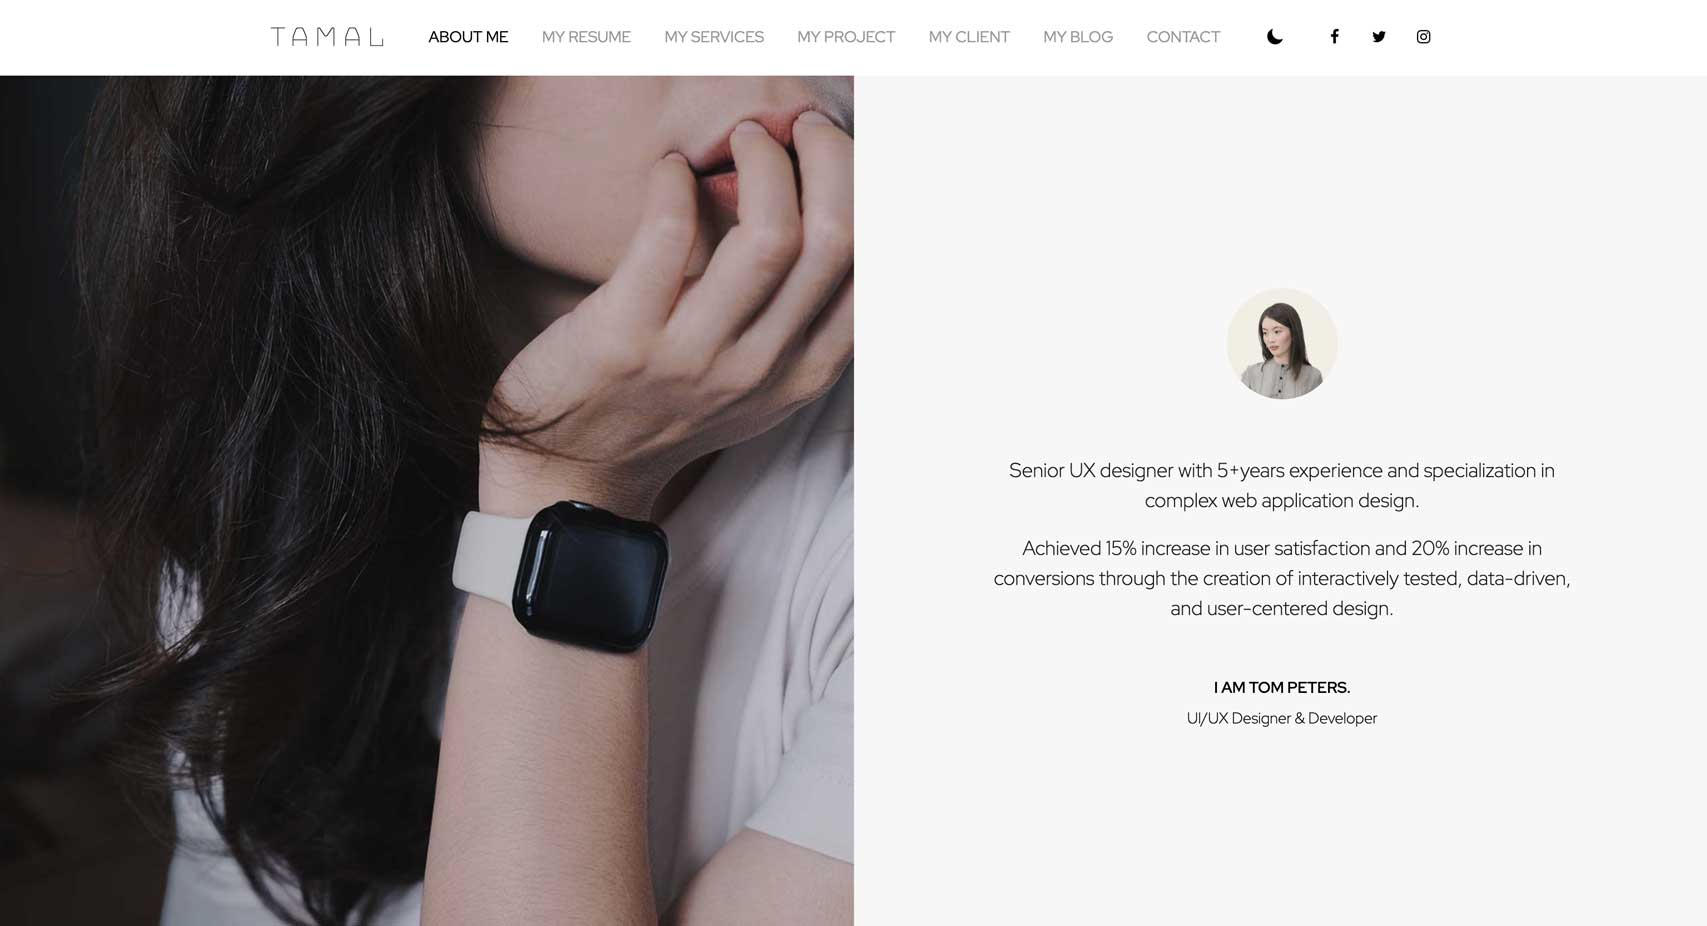 TAMAL
ABOUT ME
MY RESUME
MY SERVICES
MY PROJECT
MY CLIENT
MY BLOG
CONTACT
Senior UX designer with 5+years experience and specialization in
complex web application design.
Achieved 15% increase in user satisfaction and 20% increase in
conversions through the creation of interactively tested, data-driven,
and user-centered design.
I AM TOM PETERS.
UI/UX Designer & Developer